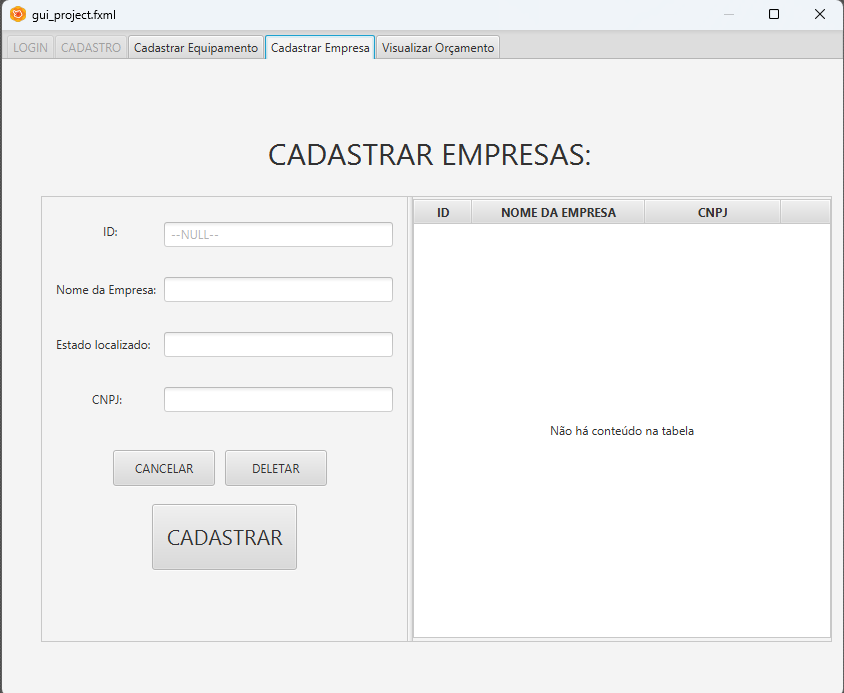 gui_project.fxml
LOGIN CADASTRO Cadastrar Equipamento Cadastrar Empresa Visualizar Orçamento
CADASTRAR EMPRESAS:
ID: --NULL--
Nome da Empresa:
Estado localizado:
CNPJ:
CANCELAR DELETAR
CADASTRAR
ID NOME DA EMPRESA CNPJ
Não há conteúdo na tabela